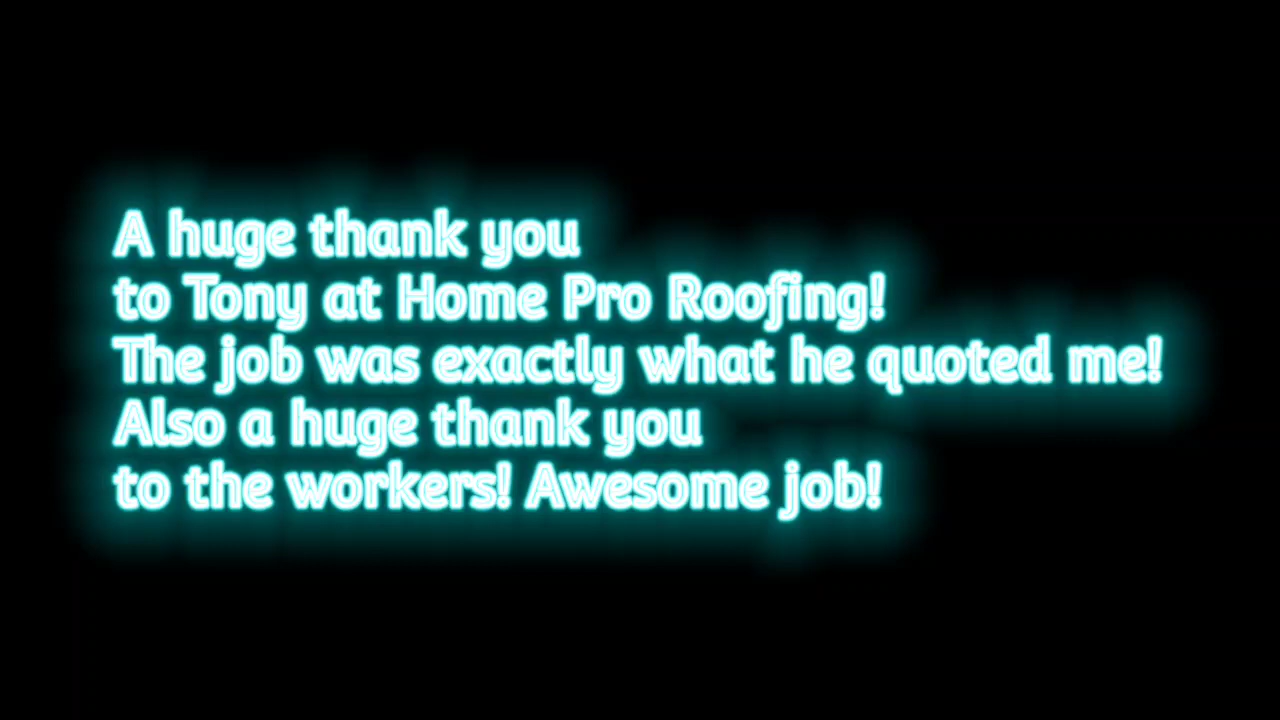 A huge thank you
to Tony at Home Pro Roofing!
The job was exactly what he quoted me!
Also a huge thank you
to the workers! Awesome job!